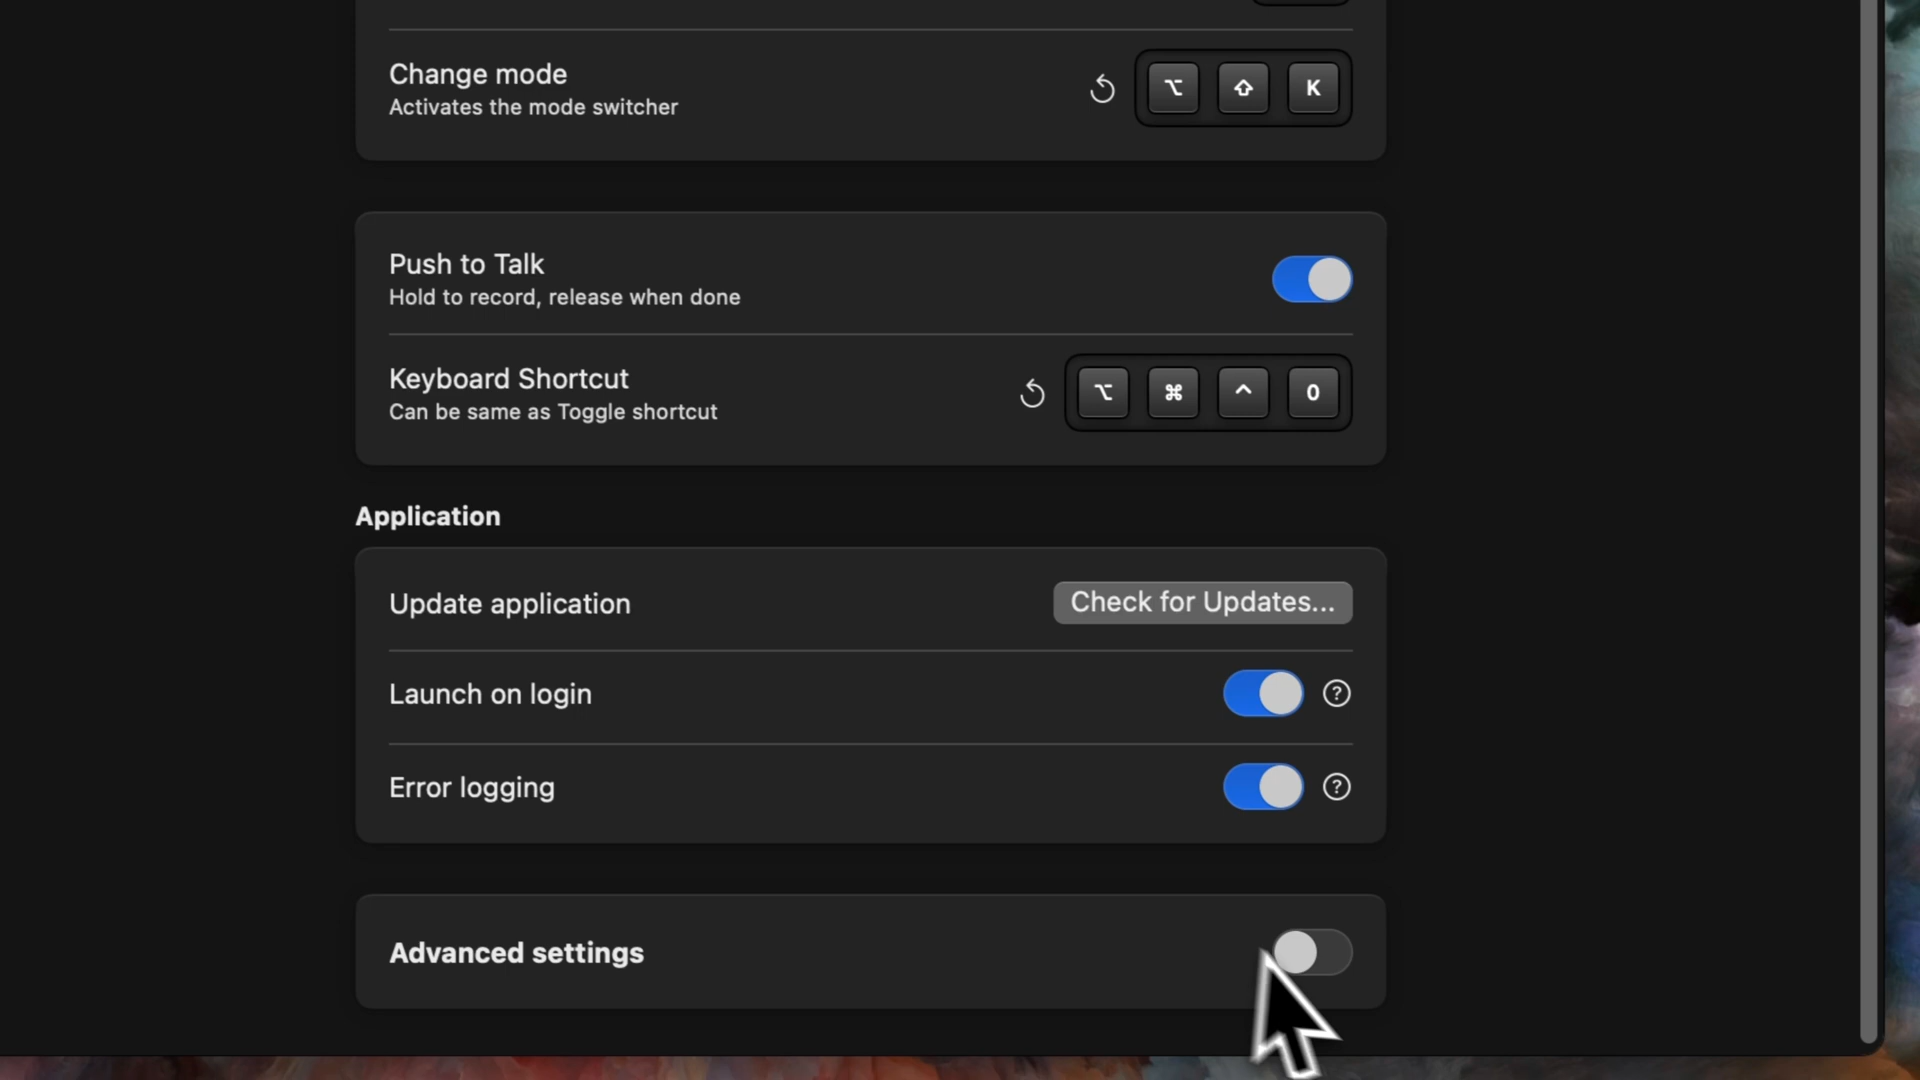 Change mode
Activates the mode switcher
⌥ ⇧ K
Push to Talk
Hold to record, release when done
Keyboard Shortcut
Can be same as Toggle shortcut
⌥ ⌘ ^ 0
Application
Update application
Check for Updates...
Launch on login
?
Error logging
?
Advanced settings